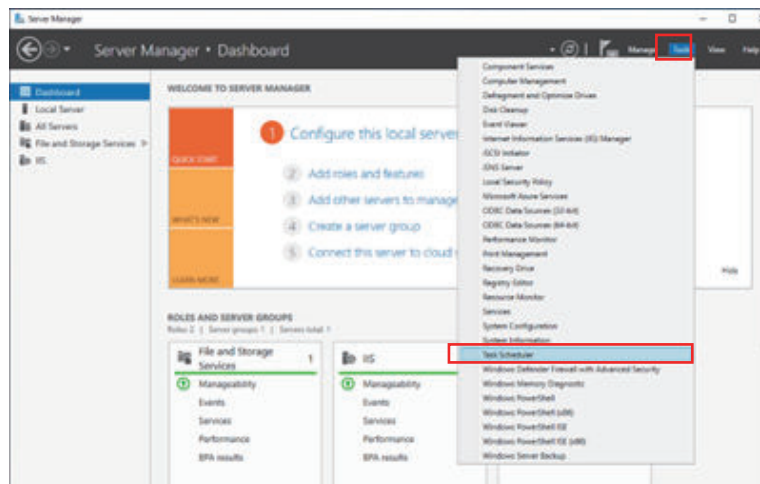 Server Manager
Server Manager • Dashboard
Manage
Tools
View
Help
Dashboard
Local Server
All Servers
File and Storage Services
IIS
WELCOME TO SERVER MANAGER
QUICK START
WHAT'S NEW
LEARN MORE
1 Configure this local server
2 Add roles and features
3 Add other servers to manage
4 Create a server group
5 Connect this server to cloud
Hide
ROLES AND SERVER GROUPS
Roles: 2 | Server groups: 1 | Servers total: 1
File and Storage
Services
1
Manageability
Events
Services
Performance
BPA results
IIS
Manageability
Events
Services
Performance
BPA results
Component Services
Computer Management
Defragment and Optimize Drives
Disk Cleanup
Event Viewer
Internet Information Services (IIS) Manager
iSCSI Initiator
Local Security Policy
Microsoft Azure Services
ODBC Data Sources (32-bit)
ODBC Data Sources (64-bit)
Performance Monitor
Print Management
Recovery Drive
Registry Editor
Resource Monitor
Services
System Configuration
System Information
Task Scheduler
Windows Defender Firewall with Advanced Security
Windows Memory Diagnostic
Windows PowerShell
Windows PowerShell (x86)
Windows PowerShell ISE
Windows PowerShell ISE (x86)
Windows Server Backup